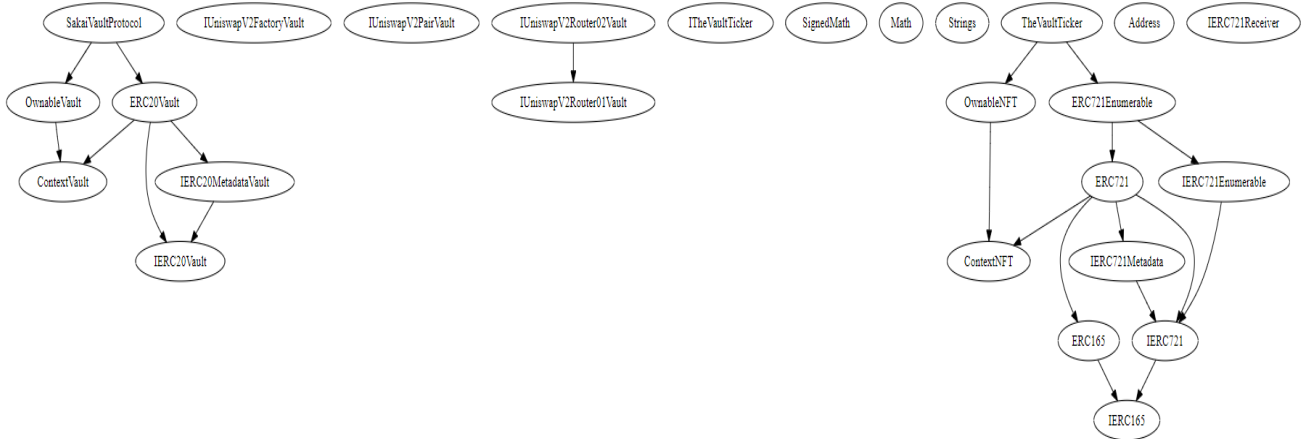 SakaiVaultProtocol
IUniswapV2FactoryVault
IUniswapV2PairVault
IUniswapV2Router02Vault
ITheVaultTicker
SignedMath
Math
Strings
TheVaultTicker
Address
IERC721Receiver
OwnableVault
ERC20Vault
IUniswapV2Router01Vault
OwnableNFT
ERC721Enumerable
ContextVault
IERC20MetadataVault
ERC721
IERC721Enumerable
IERC20Vault
ContextNFT
IERC721Metadata
ERC165
IERC721
IERC165